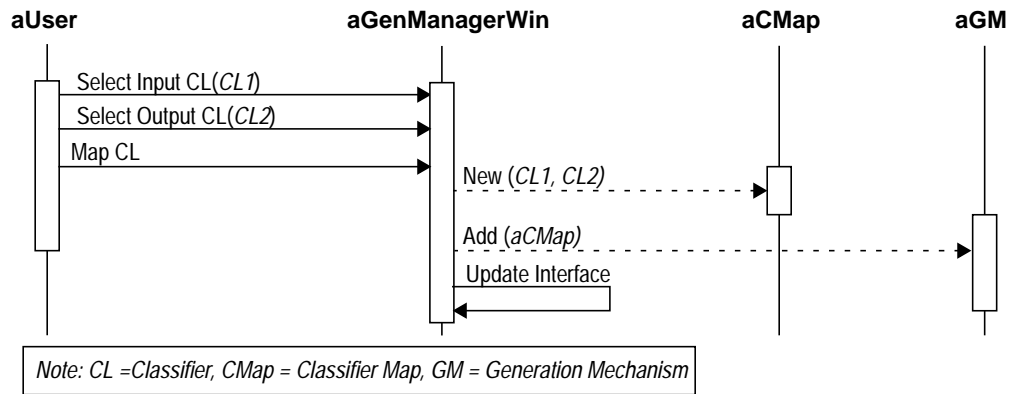 aUser aGenManagerWin aCMap aGM
Select Input CL(CL1)
Select Output CL(CL2)
Map CL
New (CL1, CL2)
Add (aCMap)
Update Interface
Note: CL =Classifier, CMap = Classifier Map, GM = Generation Mechanism